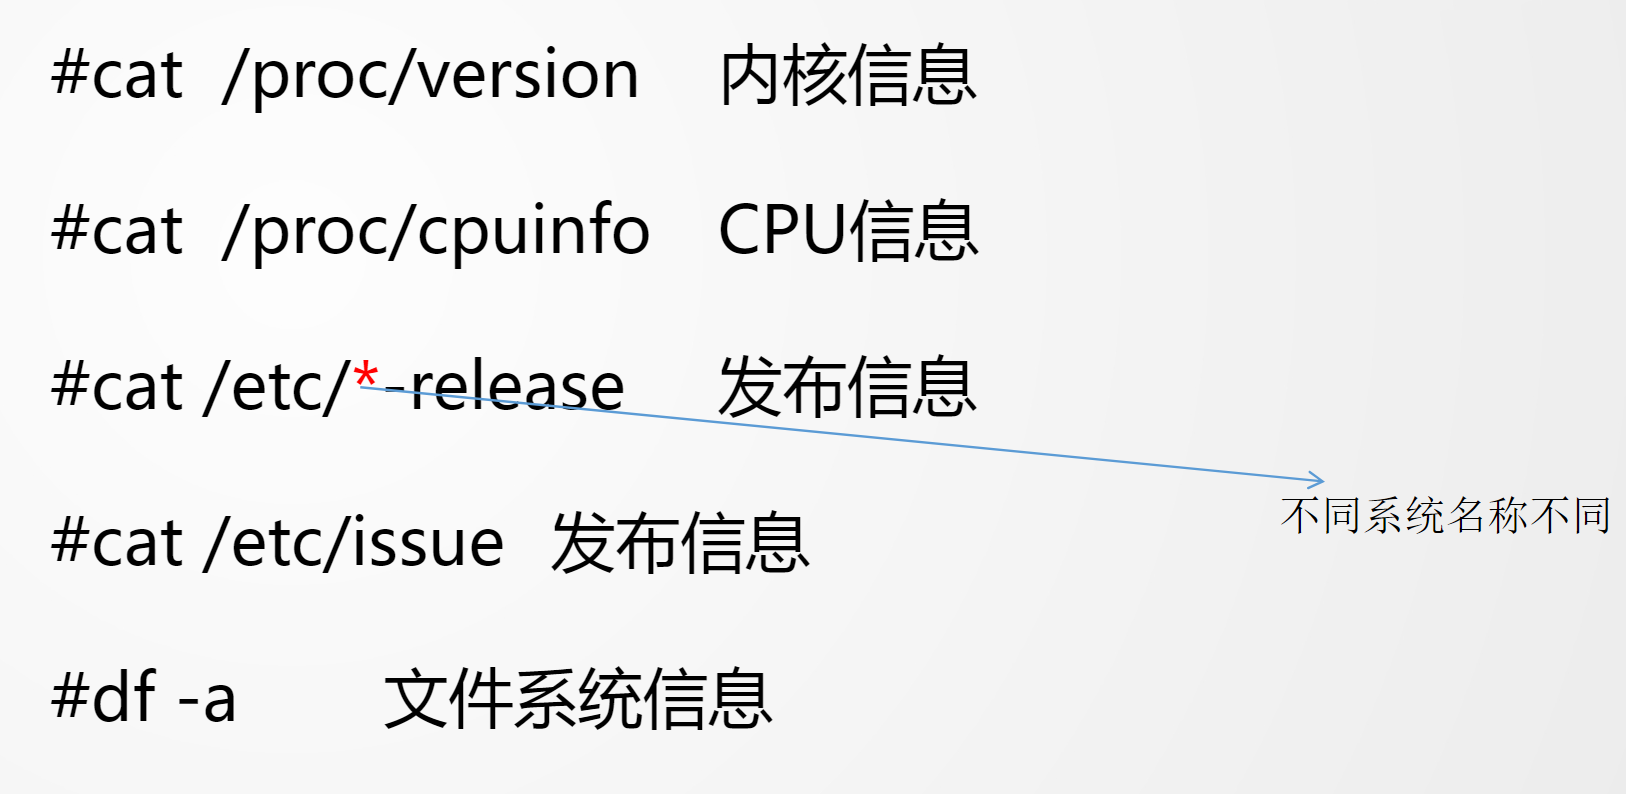 #cat  /proc/version    内核信息
#cat  /proc/cpuinfo    CPU信息
#cat /etc/*-release    发布信息
不同系统名称不同
#cat /etc/issue   发布信息
#df -a    文件系统信息